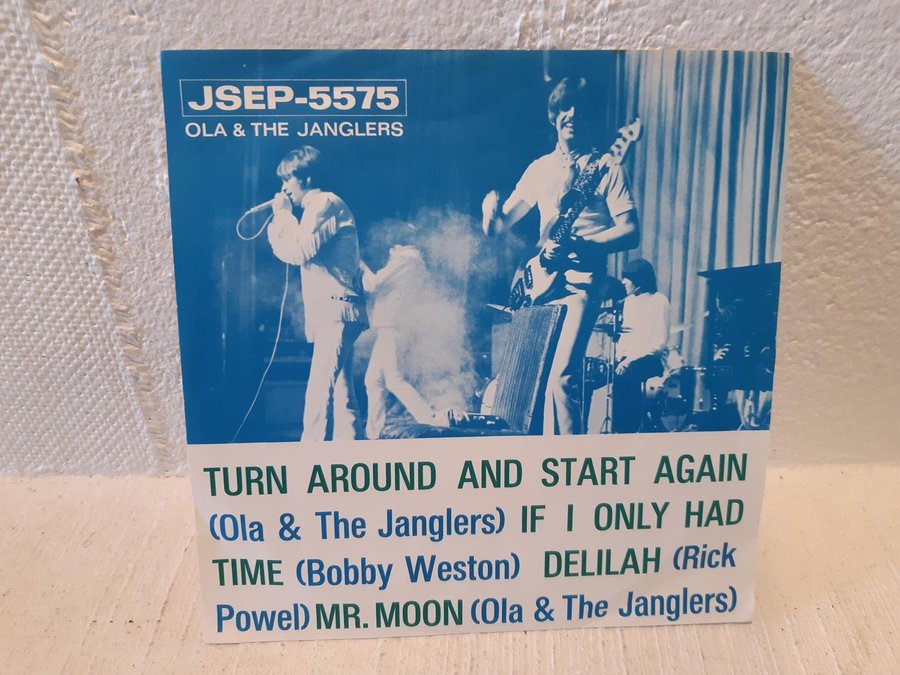 JSEP-5575
OLA & THE JANGLERS
TURN AROUND AND START AGAIN
(Ola & The Janglers) IF I ONLY HAD
TIME (Bobby Weston) DELILAH (Rick
Powel) MR. MOON (Ola & The Janglers)